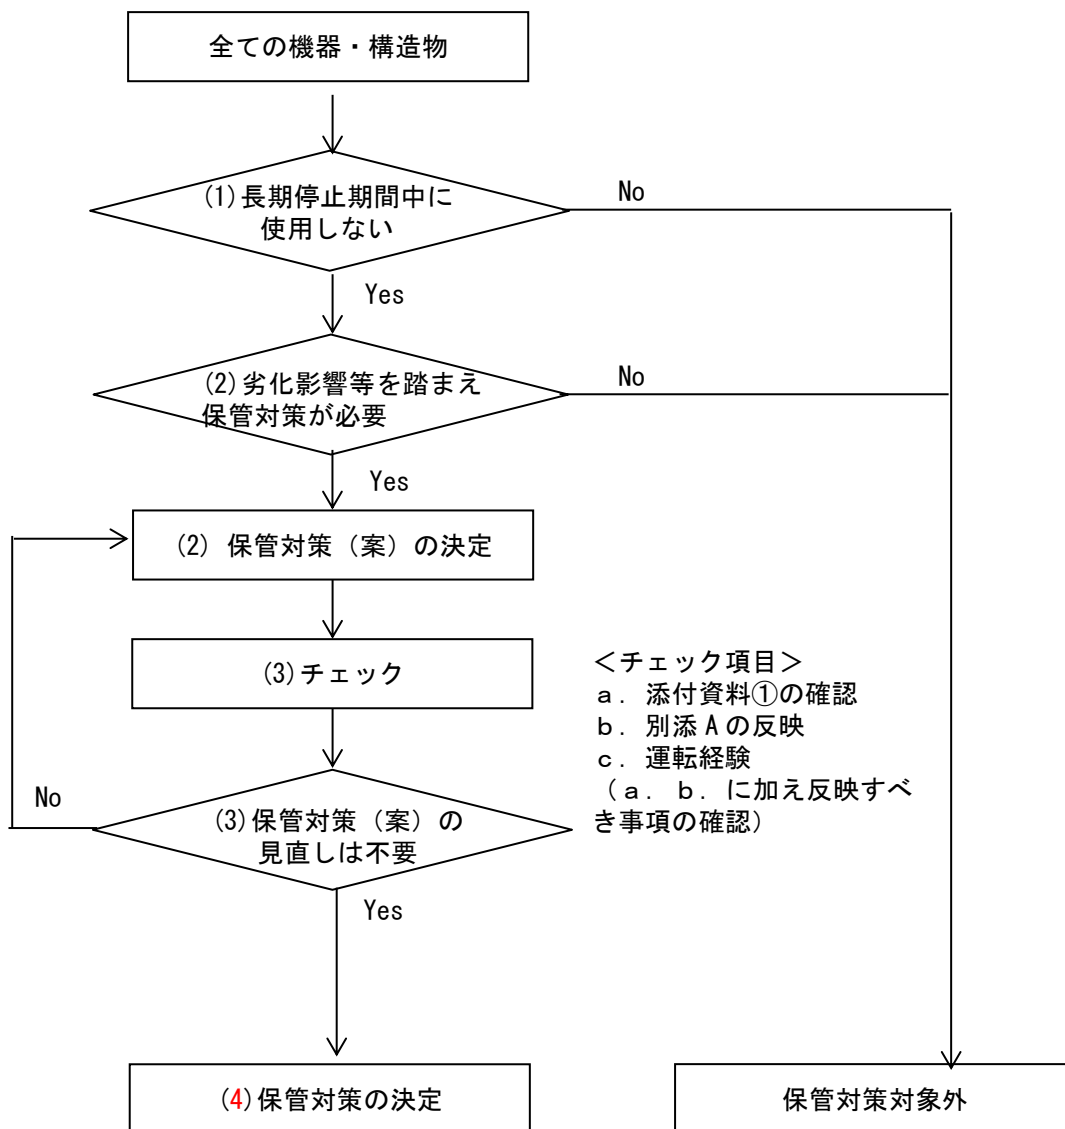 全ての機器・構造物
(1)長期停止期間中に
使用しない
No
Yes
(2)劣化影響等を踏まえ
保管対策が必要
No
Yes
(2) 保管対策（案）の決定
(3)チェック
＜チェック項目＞
ａ．添付資料①の確認
ｂ．別添Ａの反映
ｃ．運転経験
（ａ．ｂ．に加え反映すべ
き事項の確認）
No
(3)保管対策（案）の
見直しは不要
Yes
(4)保管対策の決定
保管対策対象外